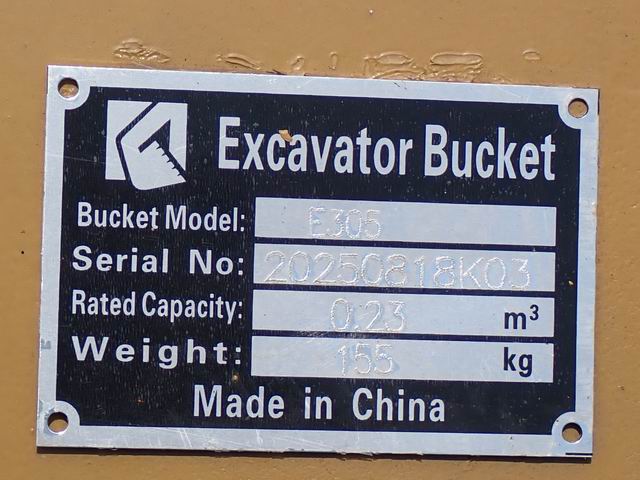 Excavator Bucket
Bucket Model: E305
Serial No: 20250818K03
Rated Capacity: 0.23 m³
Weight: 155 kg
Made in China